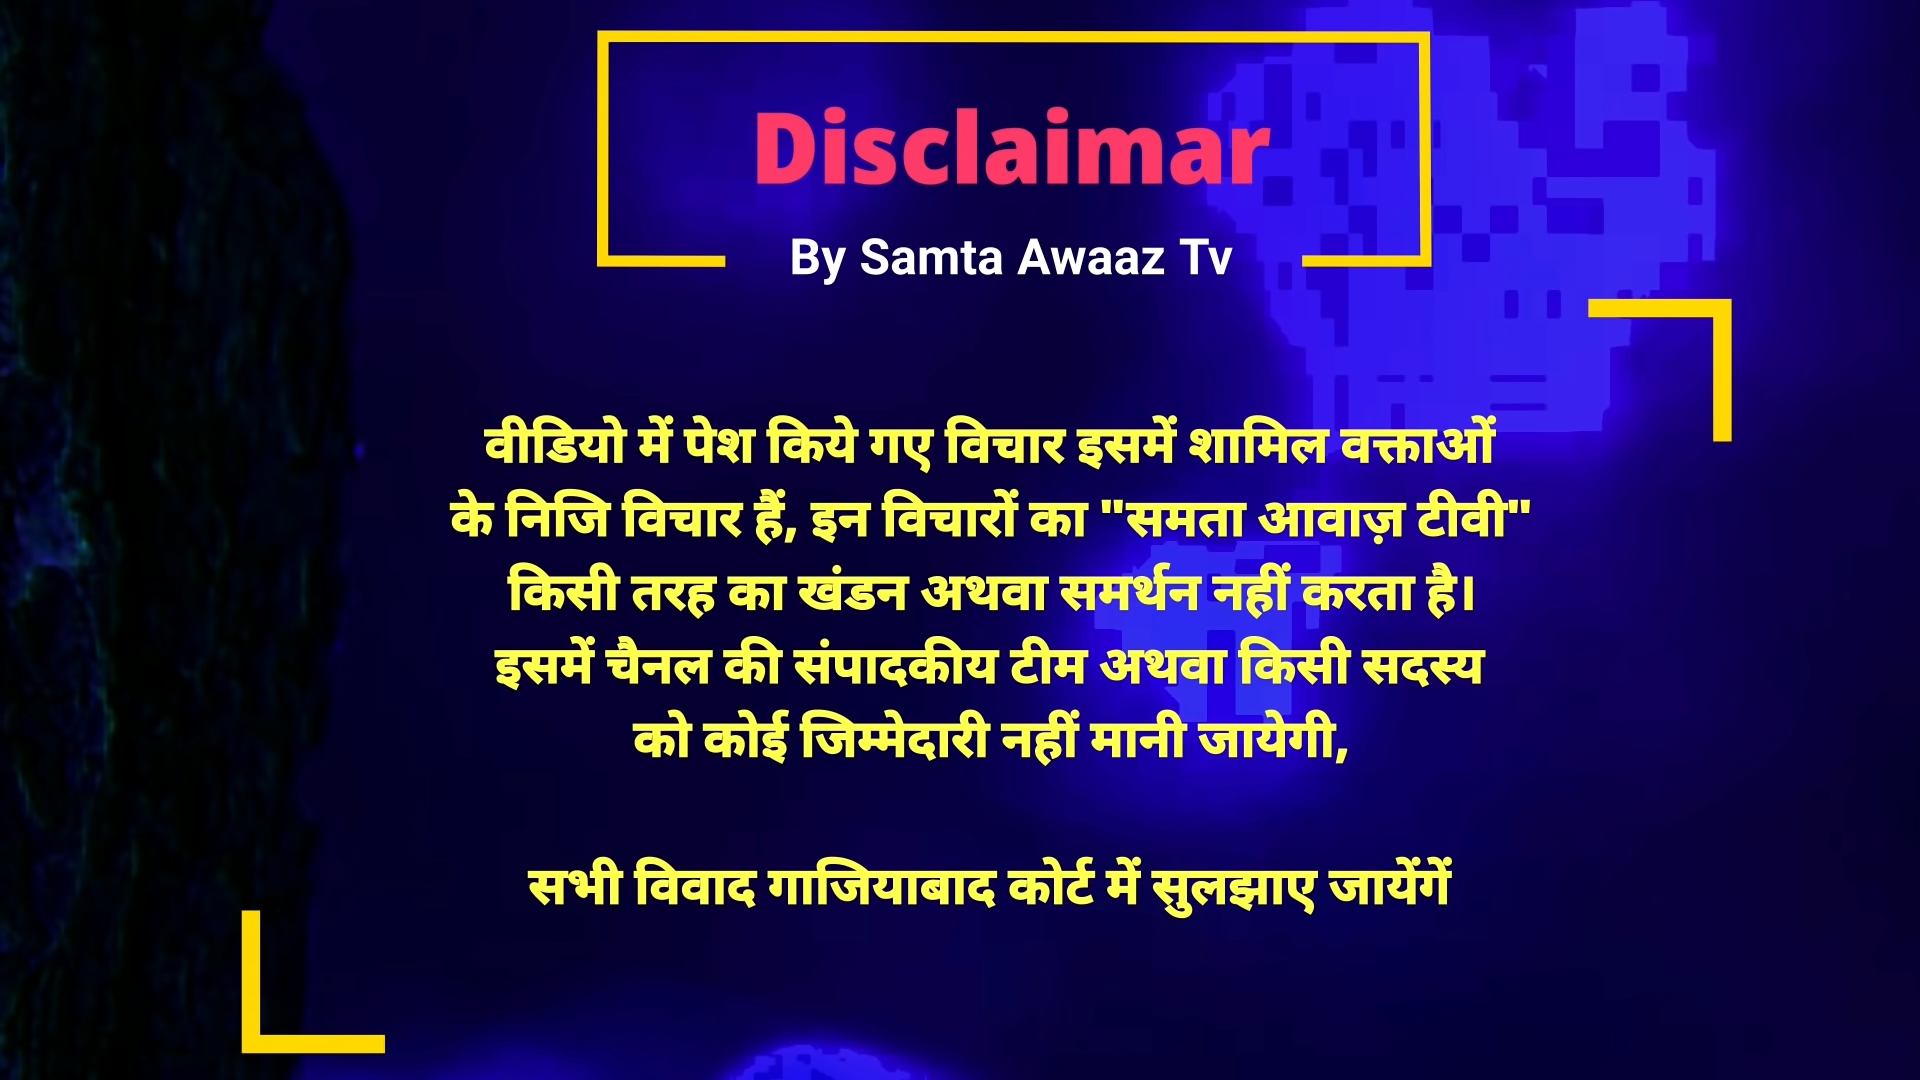 Disclaimar
By Samta Awaaz Tv
वीडियो में पेश किये गए विचार इसमें शामिल वक्ताओं
के निजि विचार हैं, इन विचारों का "समता आवाज़ टीवी"
किसी तरह का खंडन अथवा समर्थन नहीं करता है।
इसमें चैनल की संपादकीय टीम अथवा किसी सदस्य
को कोई जिम्मेदारी नहीं मानी जायेगी,
सभी विवाद गाजियाबाद कोर्ट में सुलझाए जायेंगें